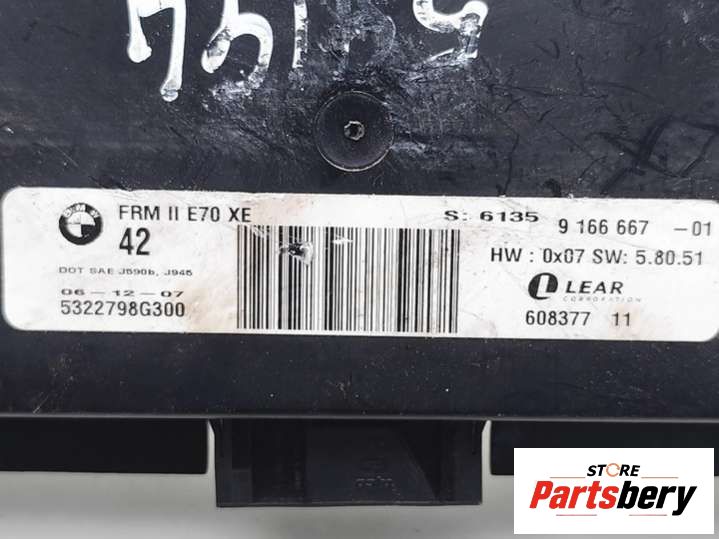 FRM II E70 XE
42
DOT SAE J590b, J945
06-12-07
5322798G300
S: 6135 9 166 667 -01
HW : 0x07 SW: 5.80.51
LEAR
CORPORATION
608377 11
STORE
Partsbery